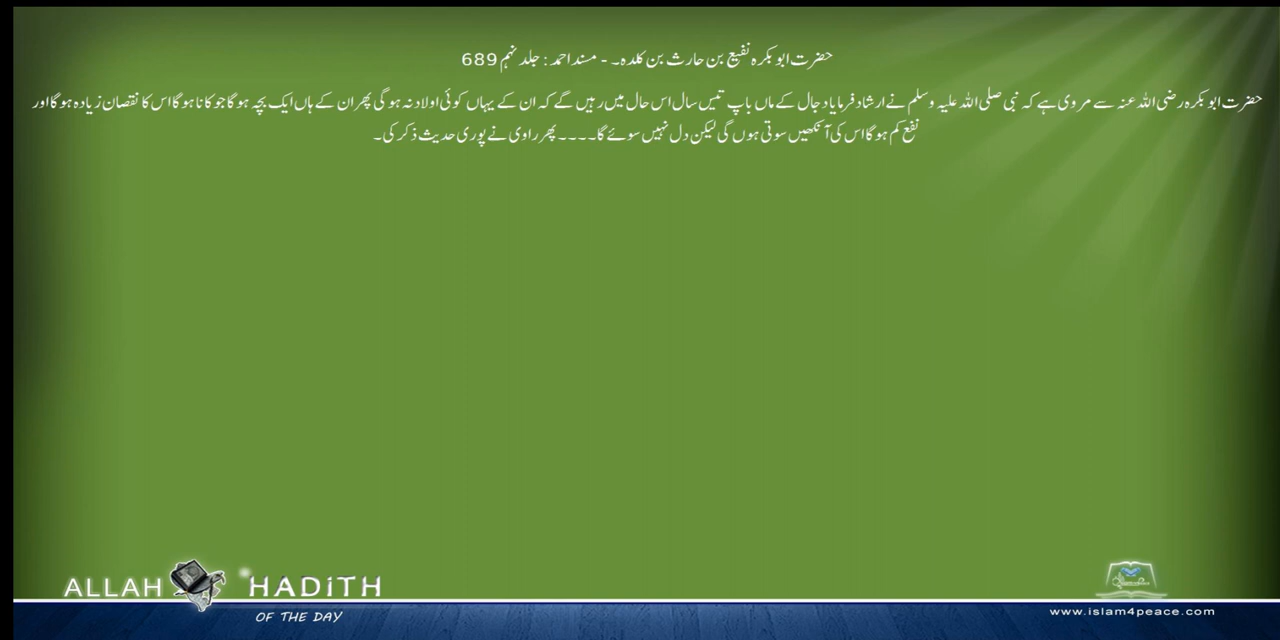 حضرت ابوبکرہ نفیع بن حارث بن کلدہ۔ - مسند احمد : جلد نہم 689
حضرت ابوبکرہ رضی اللہ عنہ سے مروی ہے کہ نبی صلی اللہ علیہ وسلم نے ارشاد فرمایا دجال کے ماں باپ تیس سال اس حال میں رہیں گے کہ ان کے یہاں کوئی اولاد نہ ہوگی پھر ان کے ہاں ایک بچہ ہوگا جو کانا ہوگا اس کا نقصان زیادہ ہوگا اور
نفع کم ہوگا اس کی آنکھیں سوتی ہوں گی لیکن دل نہیں سوئے گا۔۔۔۔ پھر راوی نے پوری حدیث ذکر کی۔
ALLAH HADITH
OF THE DAY
www.islam4peace.com